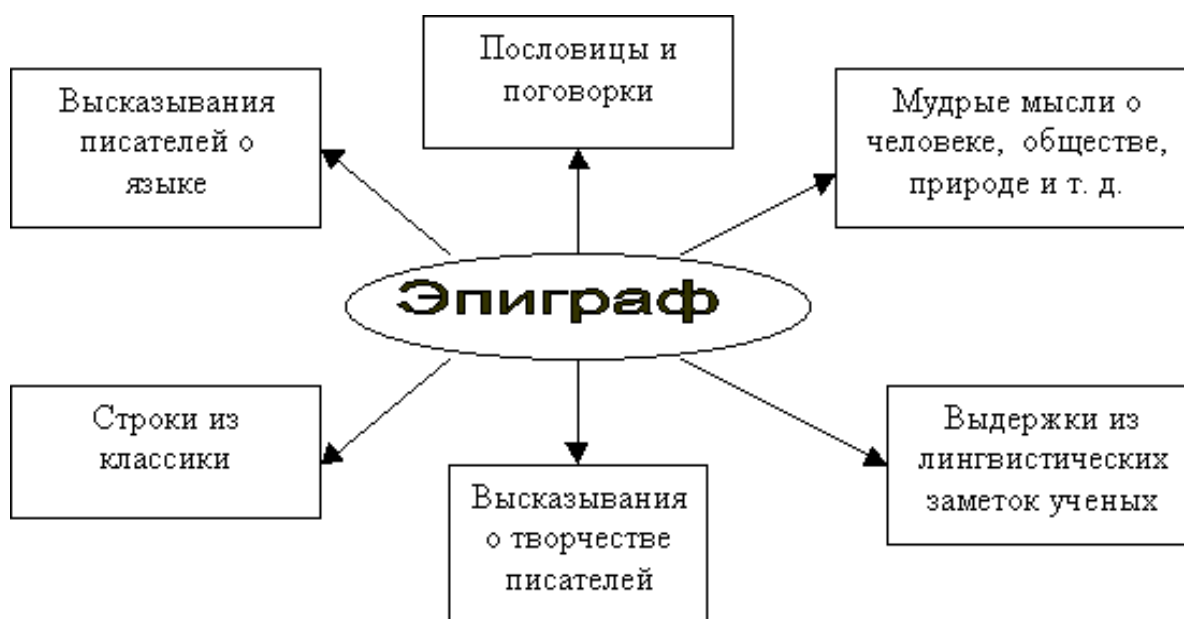 Пословицы и
поговорки
Высказывания
писателей о
языке
Мудрые мысли о
человеке, обществе,
природе и т. д.
Эпиграф
Строки из
классики
Высказывания
о творчестве
писателей
Выдержки из
лингвистических
заметок ученых